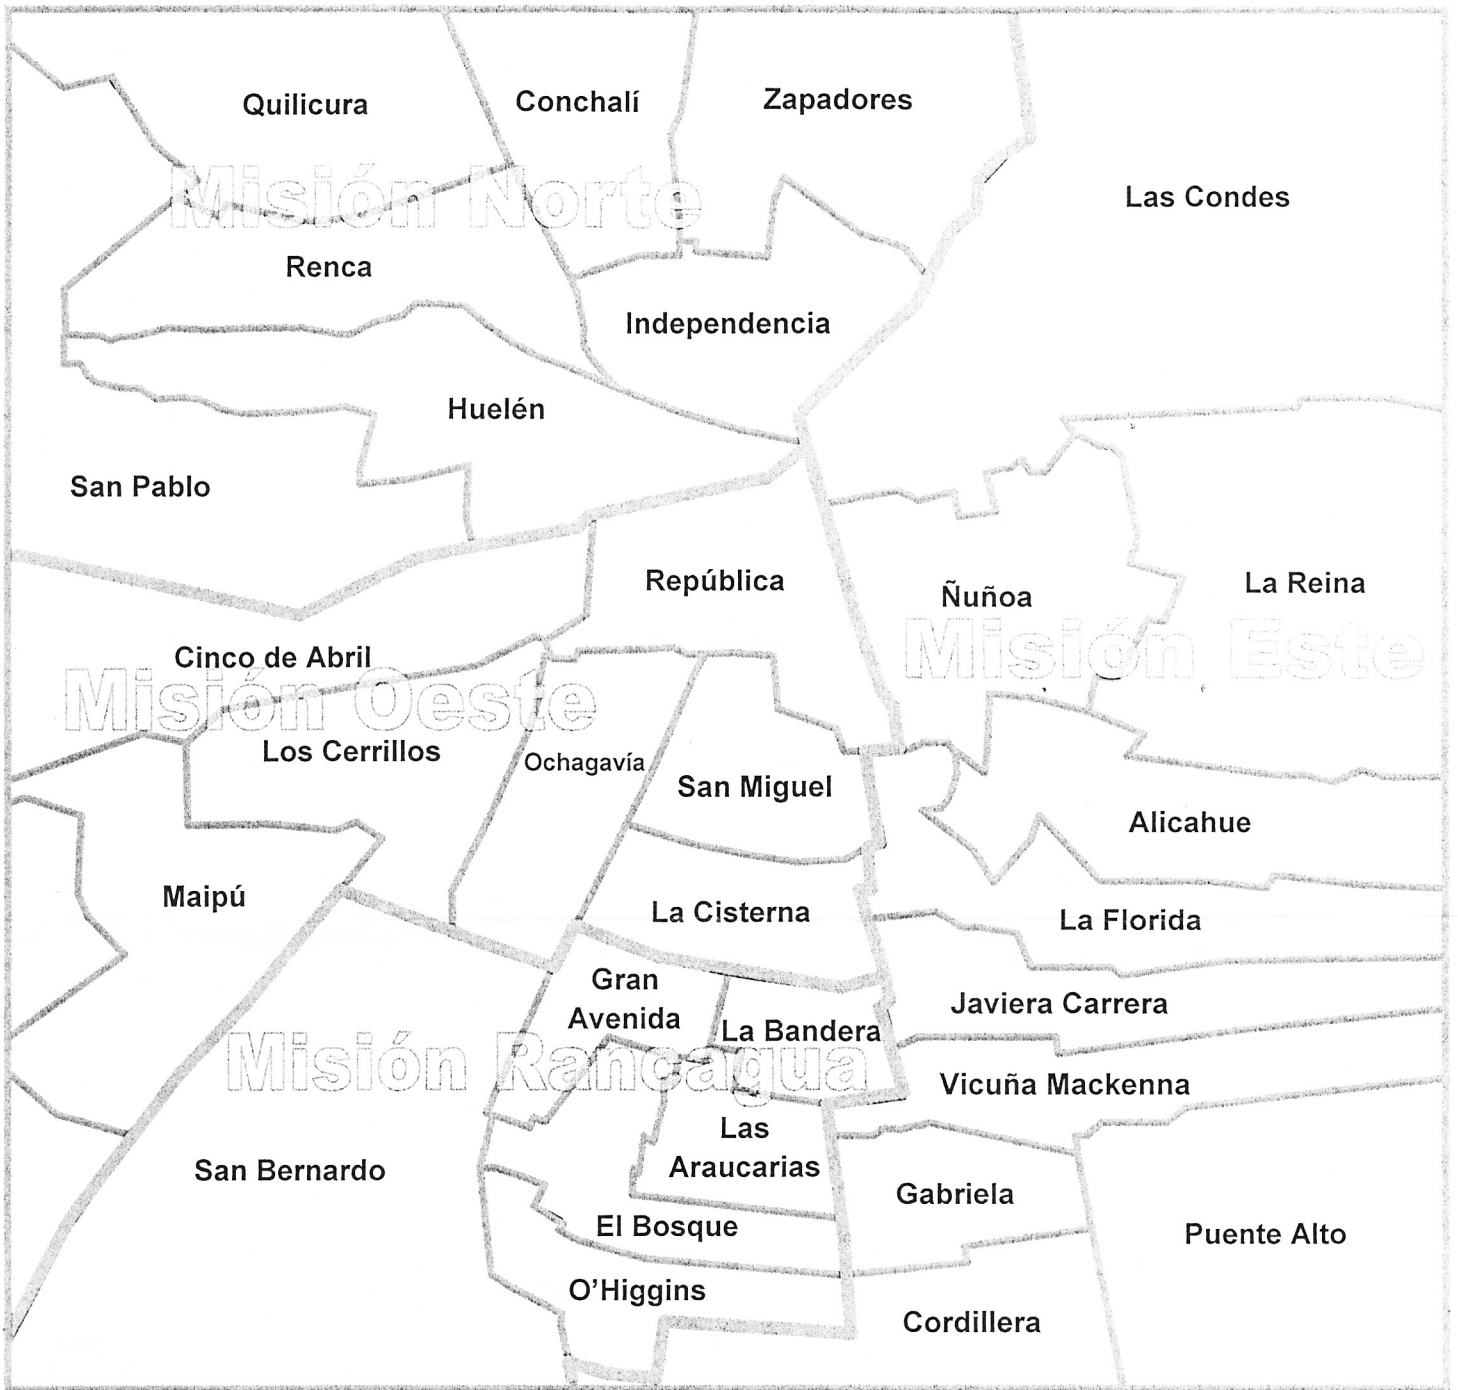 Quilicura
Conchalí
Zapadores
Las Condes
Misión Norte
Renca
Independencia
Huelén
San Pablo
República
Ñuñoa
La Reina
Misión Este
Cinco de Abril
Misión Oeste
Los Cerrillos
Ochagavía
San Miguel
Alicahue
Maipú
La Cisterna
La Florida
Gran
Avenida
La Bandera
Javiera Carrera
Misión Rancagua
Vicuña Mackenna
Las
Araucarias
San Bernardo
Gabriela
El Bosque
Puente Alto
O’Higgins
Cordillera